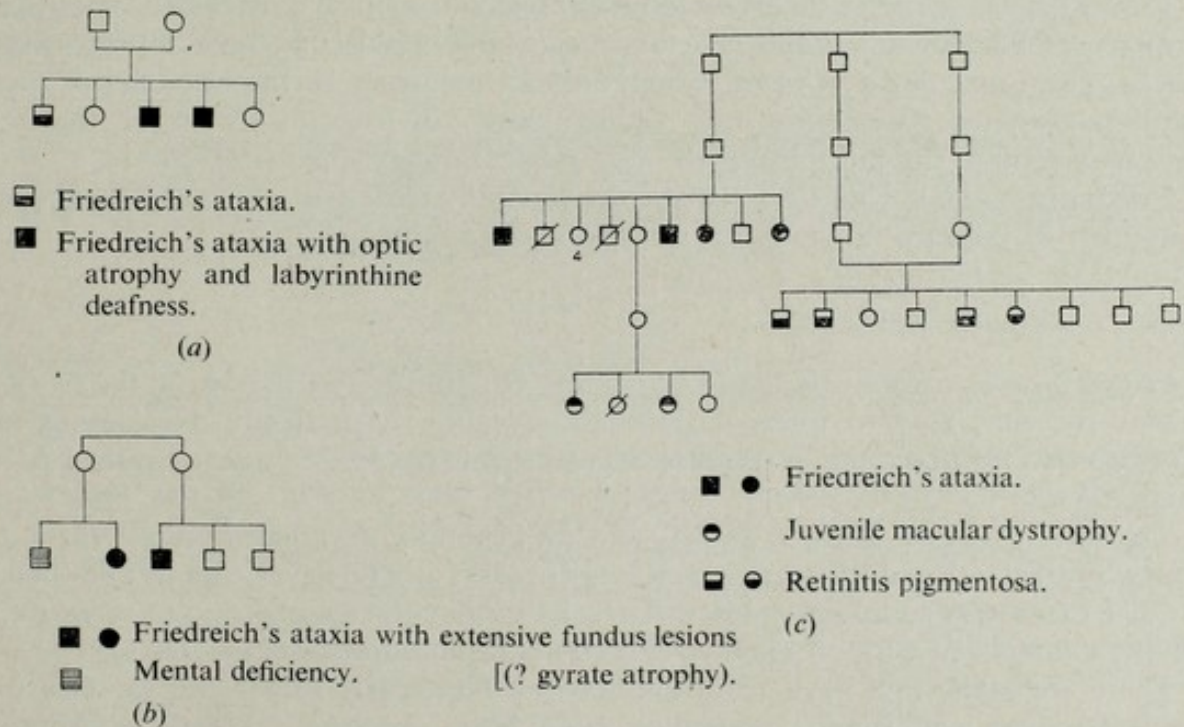 Friedreich's ataxia.
Friedreich's ataxia with optic
atrophy and labyrinthine
deafness.
(a)
4
Friedreich's ataxia with extensive fundus lesions
Mental deficiency. [(? gyrate atrophy).
(b)
Friedreich's ataxia.
Juvenile macular dystrophy.
Retinitis pigmentosa.
(c)